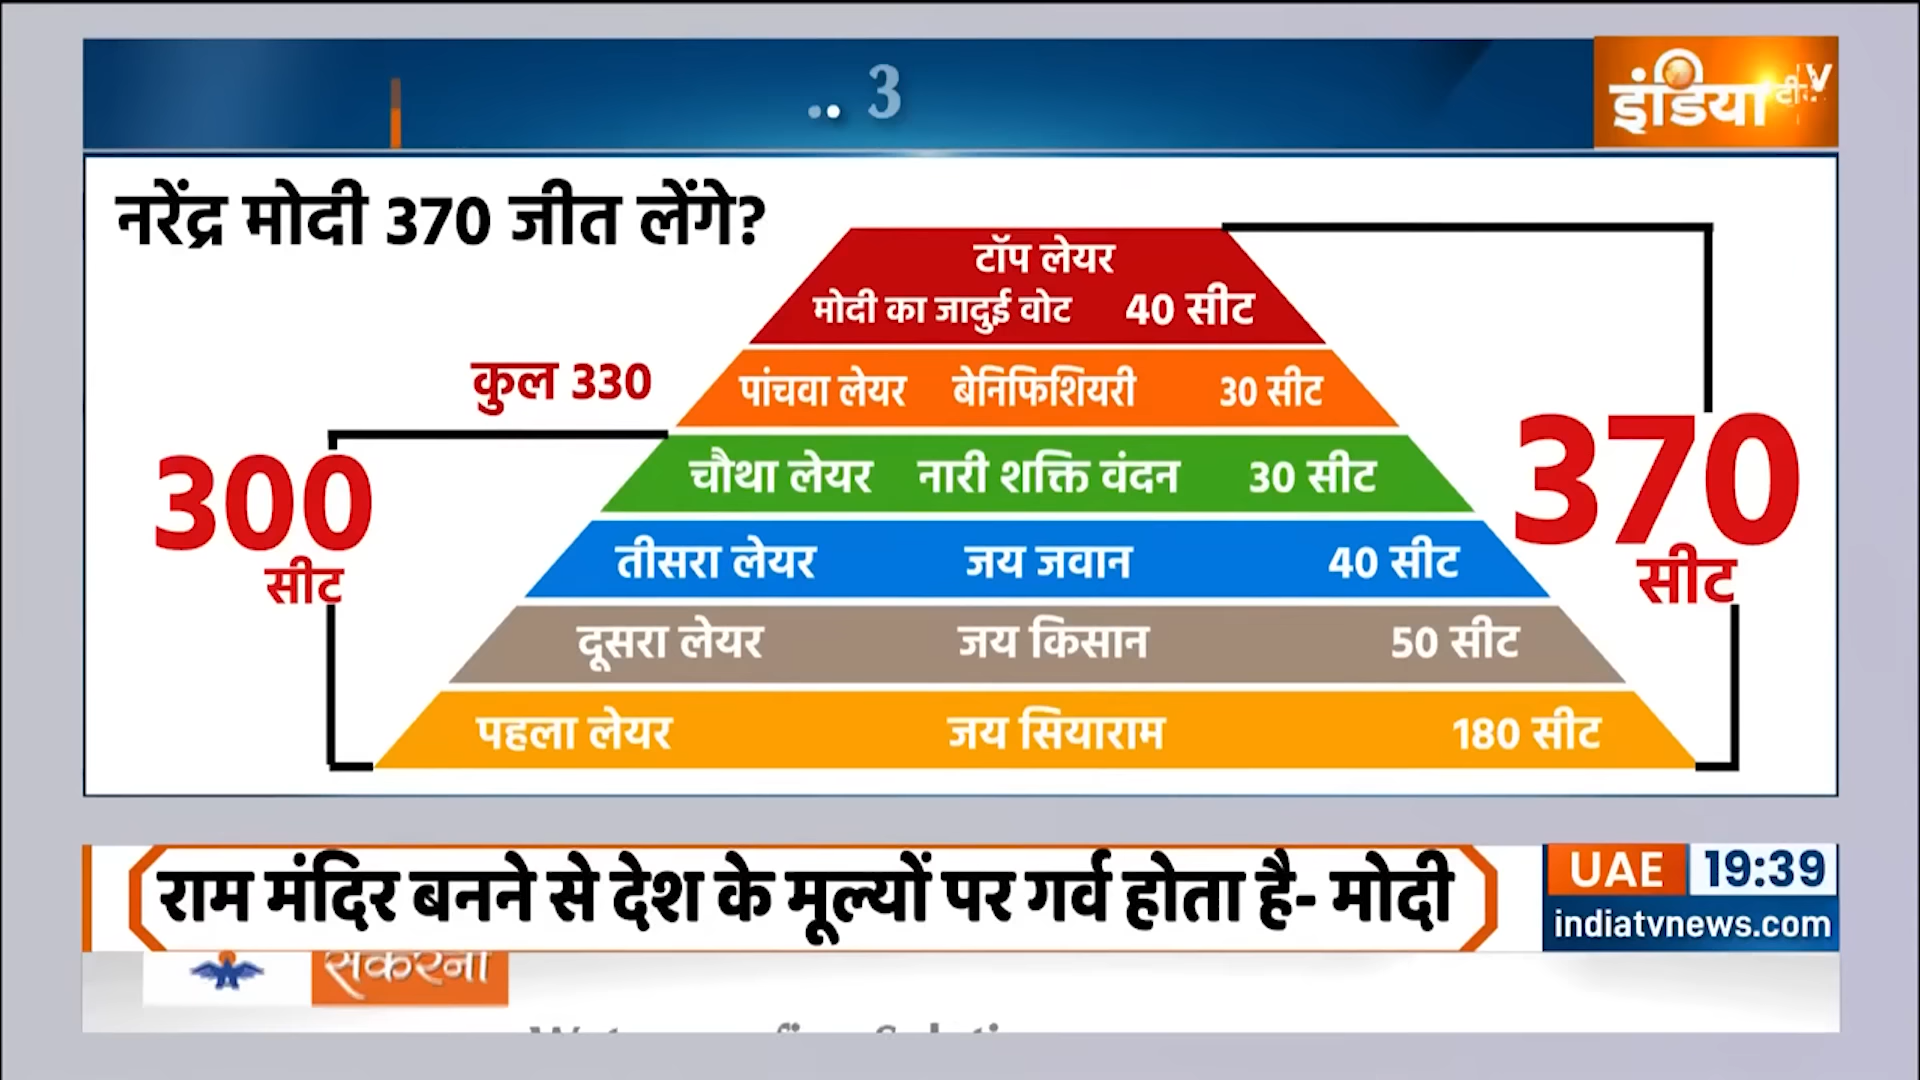 .. 3
इंडिया टीV
नरेंद्र मोदी 370 जीत लेंगे?
टॉप लेयर
मोदी का जादुई वोट 40 सीट
कुल 330
पांचवा लेयर बेनिफिशियरी 30 सीट
300
सीट
चौथा लेयर नारी शक्ति वंदन 30 सीट
370
सीट
तीसरा लेयर जय जवान 40 सीट
दूसरा लेयर जय किसान 50 सीट
पहला लेयर जय सियाराम 180 सीट
राम मंदिर बनने से देश के मूल्यों पर गर्व होता है- मोदी
UAE 19:39
indiatvnews.com